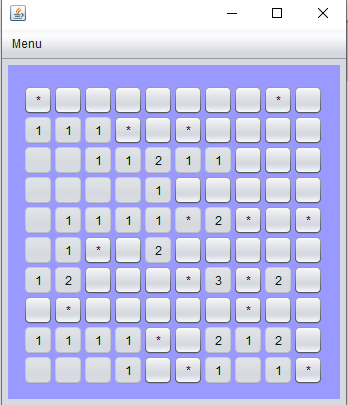 Menu
* *
1 1 1 * *
1 1 2 1 1
1
1 1 1 1 * 2 * *
1 * 2
1 2 * 3 * 2
* *
1 1 1 1 * 2 1 2
1 * 1 1 *